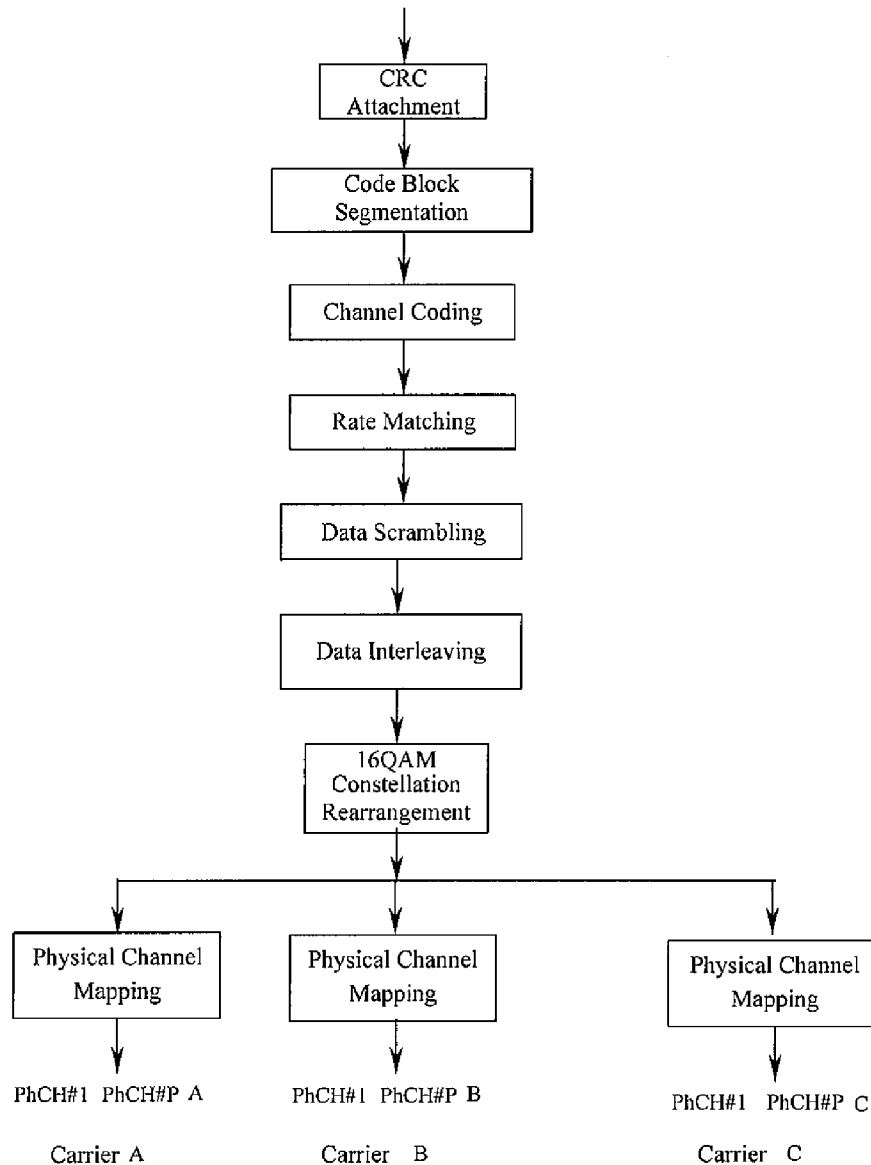 CRC
Attachment
Code Block
Segmentation
Channel Coding
Rate Matching
Data Scrambling
Data Interleaving
16QAM
Constellation
Rearrangement
Physical Channel
Mapping
Physical Channel
Mapping
Physical Channel
Mapping
PhCH#1 PhCH#P A
PhCH#1 PhCH#P B
PhCH#1 PhCH#P C
Carrier A
Carrier B
Carrier C